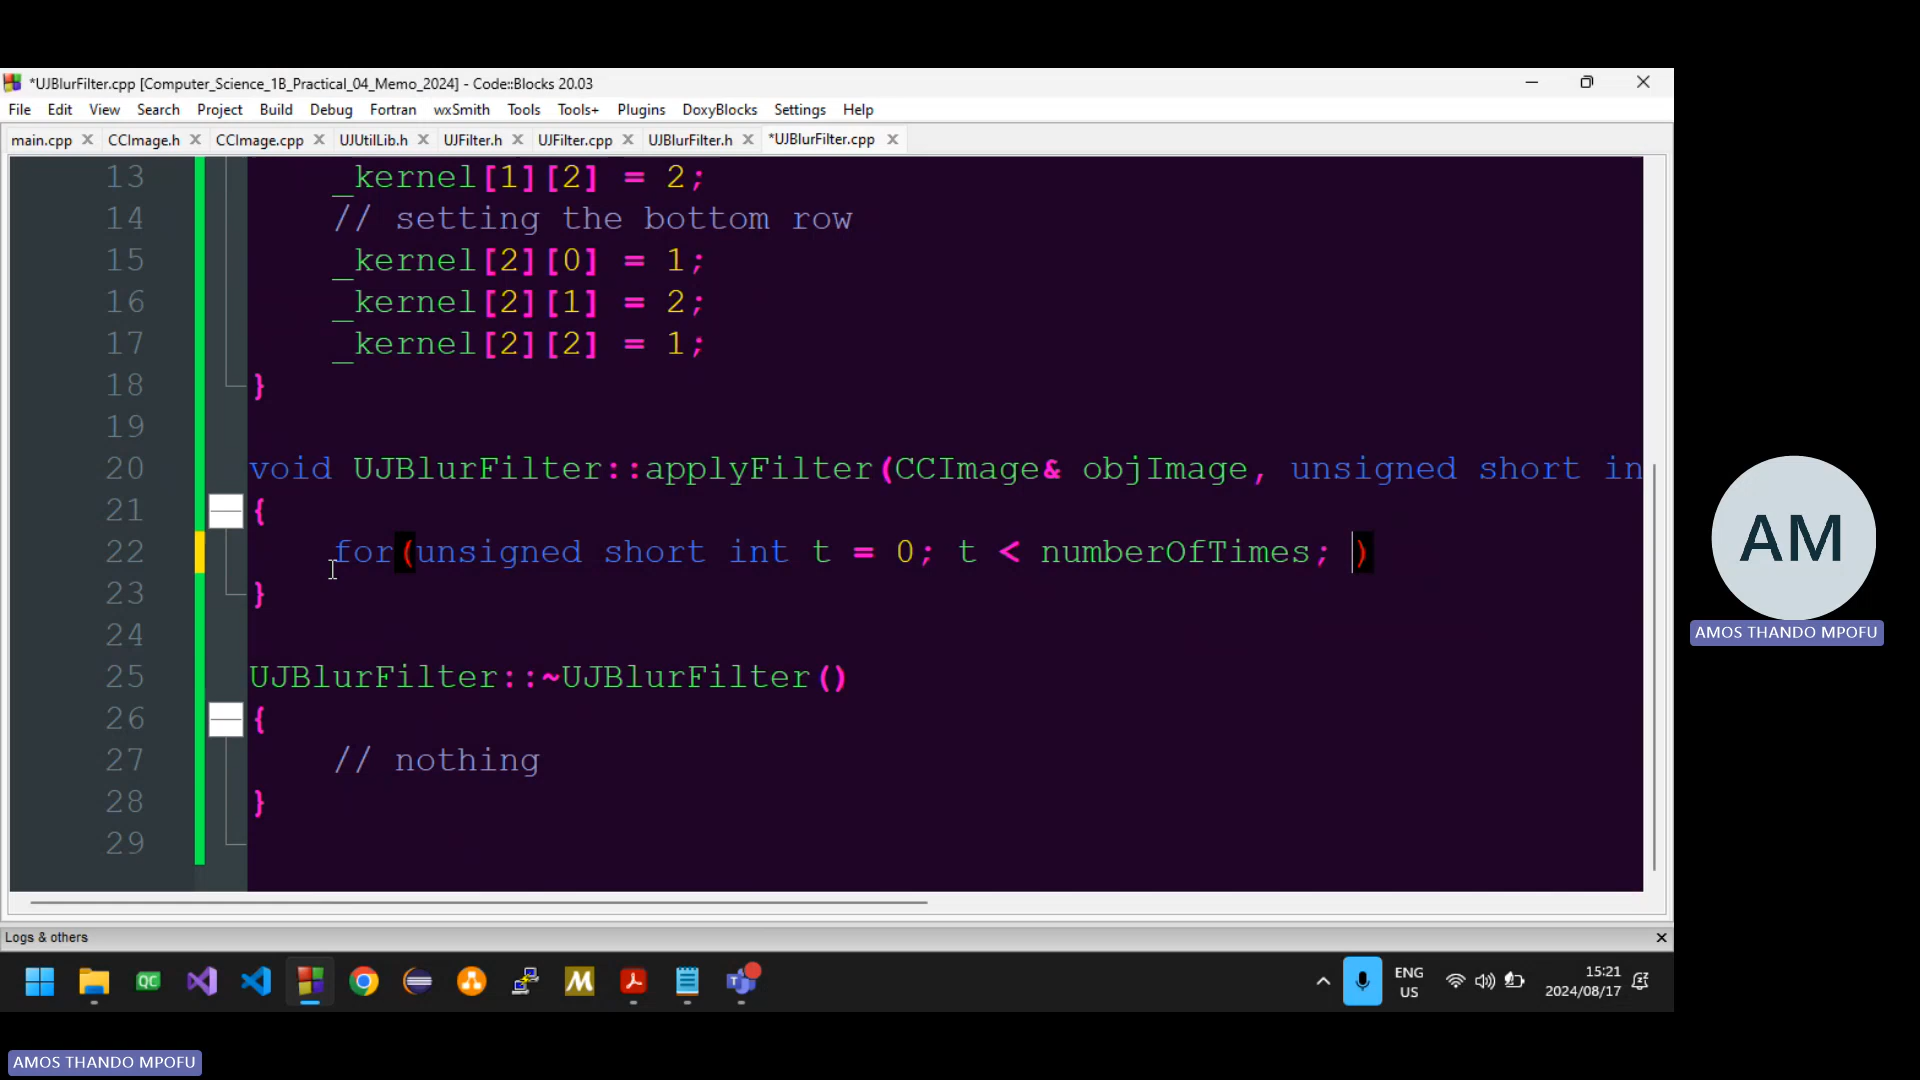 *UJBlurFilter.cpp [Computer_Science_1B_Practical_04_Memo_2024] - Code::Blocks 20.03
File Edit View Search Project Build Debug Fortran wxSmith Tools Tools+ Plugins DoxyBlocks Settings Help
main.cpp CCImage.h CCImage.cpp UJUtilLib.h UJFilter.h UJFilter.cpp UJBlurFilter.h *UJBlurFilter.cpp
13 _kernel[1][2] = 2;
14 // setting the bottom row
15 _kernel[2][0] = 1;
16 _kernel[2][1] = 2;
17 _kernel[2][2] = 1;
18 }
19
20 void UJBlurFilter::applyFilter(CCImage& objImage, unsigned short in
21 {
22 for(unsigned short int t = 0; t < numberOfTimes; )
23 }
24
25 UJBlurFilter::~UJBlurFilter()
26 {
27 // nothing
28 }
29
AM
AMOS THANDO MPOFU
Logs & others
QC
M
ENG
US
15:21
2024/08/17
AMOS THANDO MPOFU